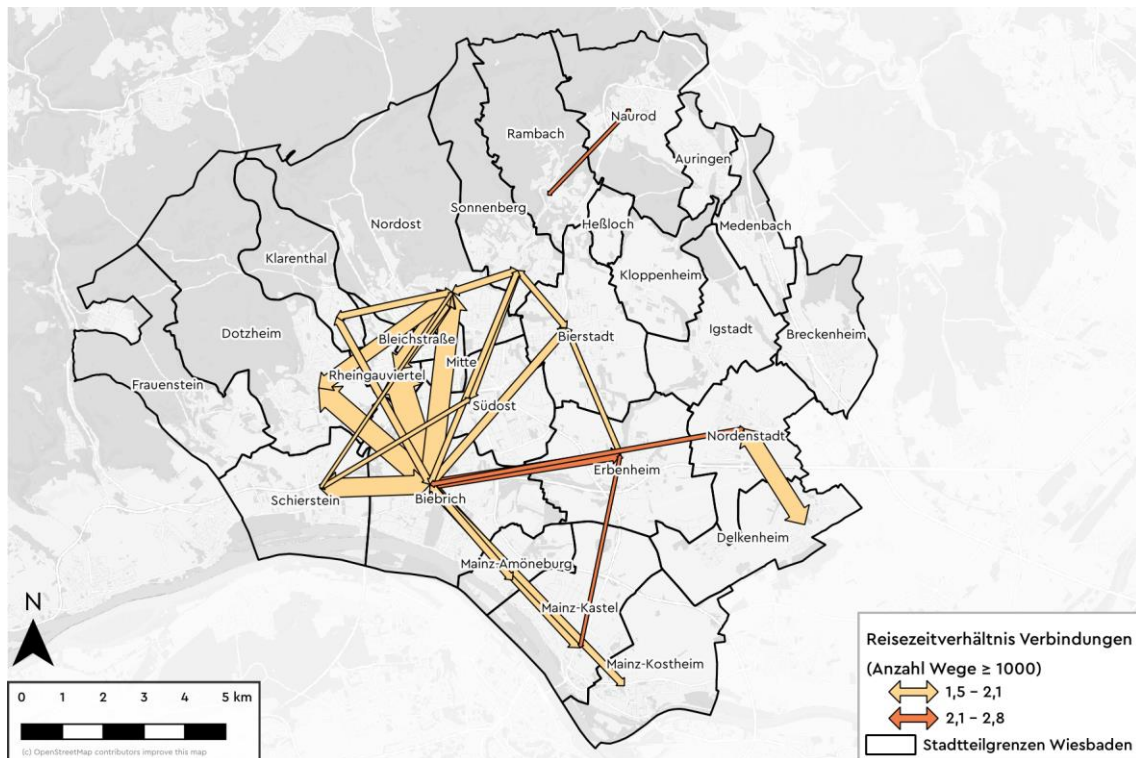 Naurod
Rambach
Auringen
Sonnenberg
Heßloch
Nordost
Medenbach
Klarenthal
Kloppenheim
Igstadt
Bierstadt
Breckenheim
Dotzheim
Bleichstraße
Mitte
Rheingauviertel
Frauenstein
Südost
Nordenstadt
Erbenheim
Schierstein
Biebrich
Delkenheim
Mainz-Amöneburg
Mainz-Kastel
Mainz-Kostheim
N
0 1 2 3 4 5 km
(c) OpenStreetMap contributors improve this map
Reisezeitverhältnis Verbindungen
(Anzahl Wege ≥ 1000)
1,5 – 2,1
2,1 – 2,8
Stadtteilgrenzen Wiesbaden